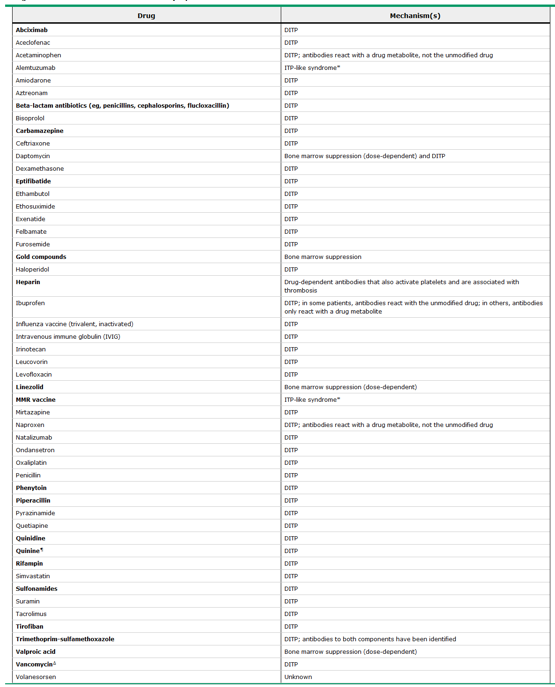 Drug Mechanism(s)
Abciximab DITP
Aceclofenac DITP
Acetaminophen DITP; antibodies react with a drug metabolite, not the unmodified drug
Alemtuzumab ITP-like syndrome*
Amiodarone DITP
Aztreonam DITP
Beta-lactam antibiotics (eg, penicillins, cephalosporins, flucloxacillin) DITP
Bisoprolol DITP
Carbamazepine DITP
Ceftriaxone DITP
Daptomycin Bone marrow suppression (dose-dependent) and DITP
Dexamethasone DITP
Eptifibatide DITP
Ethambutol DITP
Ethosuximide DITP
Exenatide DITP
Felbamate DITP
Furosemide DITP
Gold compounds Bone marrow suppression
Haloperidol DITP
Heparin Drug-dependent antibodies that also activate platelets and are associated with
thrombosis
Ibuprofen DITP; in some patients, antibodies react with the unmodified drug; in others, antibodies
only react with a drug metabolite
Influenza vaccine (trivalent, inactivated) DITP
Intravenous immune globulin (IVIG) DITP
Irinotecan DITP
Leucovorin DITP
Levofloxacin DITP
Linezolid Bone marrow suppression (dose-dependent)
MMR vaccine ITP-like syndrome*
Mirtazapine DITP
Naproxen DITP; antibodies react with a drug metabolite, not the unmodified drug
Natalizumab DITP
Ondansetron DITP
Oxaliplatin DITP
Penicillin DITP
Phenytoin DITP
Piperacillin DITP
Pyrazinamide DITP
Quetiapine DITP
Quinidine DITP
Quinine¶ DITP
Rifampin DITP
Simvastatin DITP
Sulfonamides DITP
Suramin DITP
Tacrolimus DITP
Tirofiban DITP
Trimethoprim-sulfamethoxazole DITP; antibodies to both components have been identified
Valproic acid Bone marrow suppression (dose-dependent)
VancomycinΔ DITP
Volanesorsen Unknown